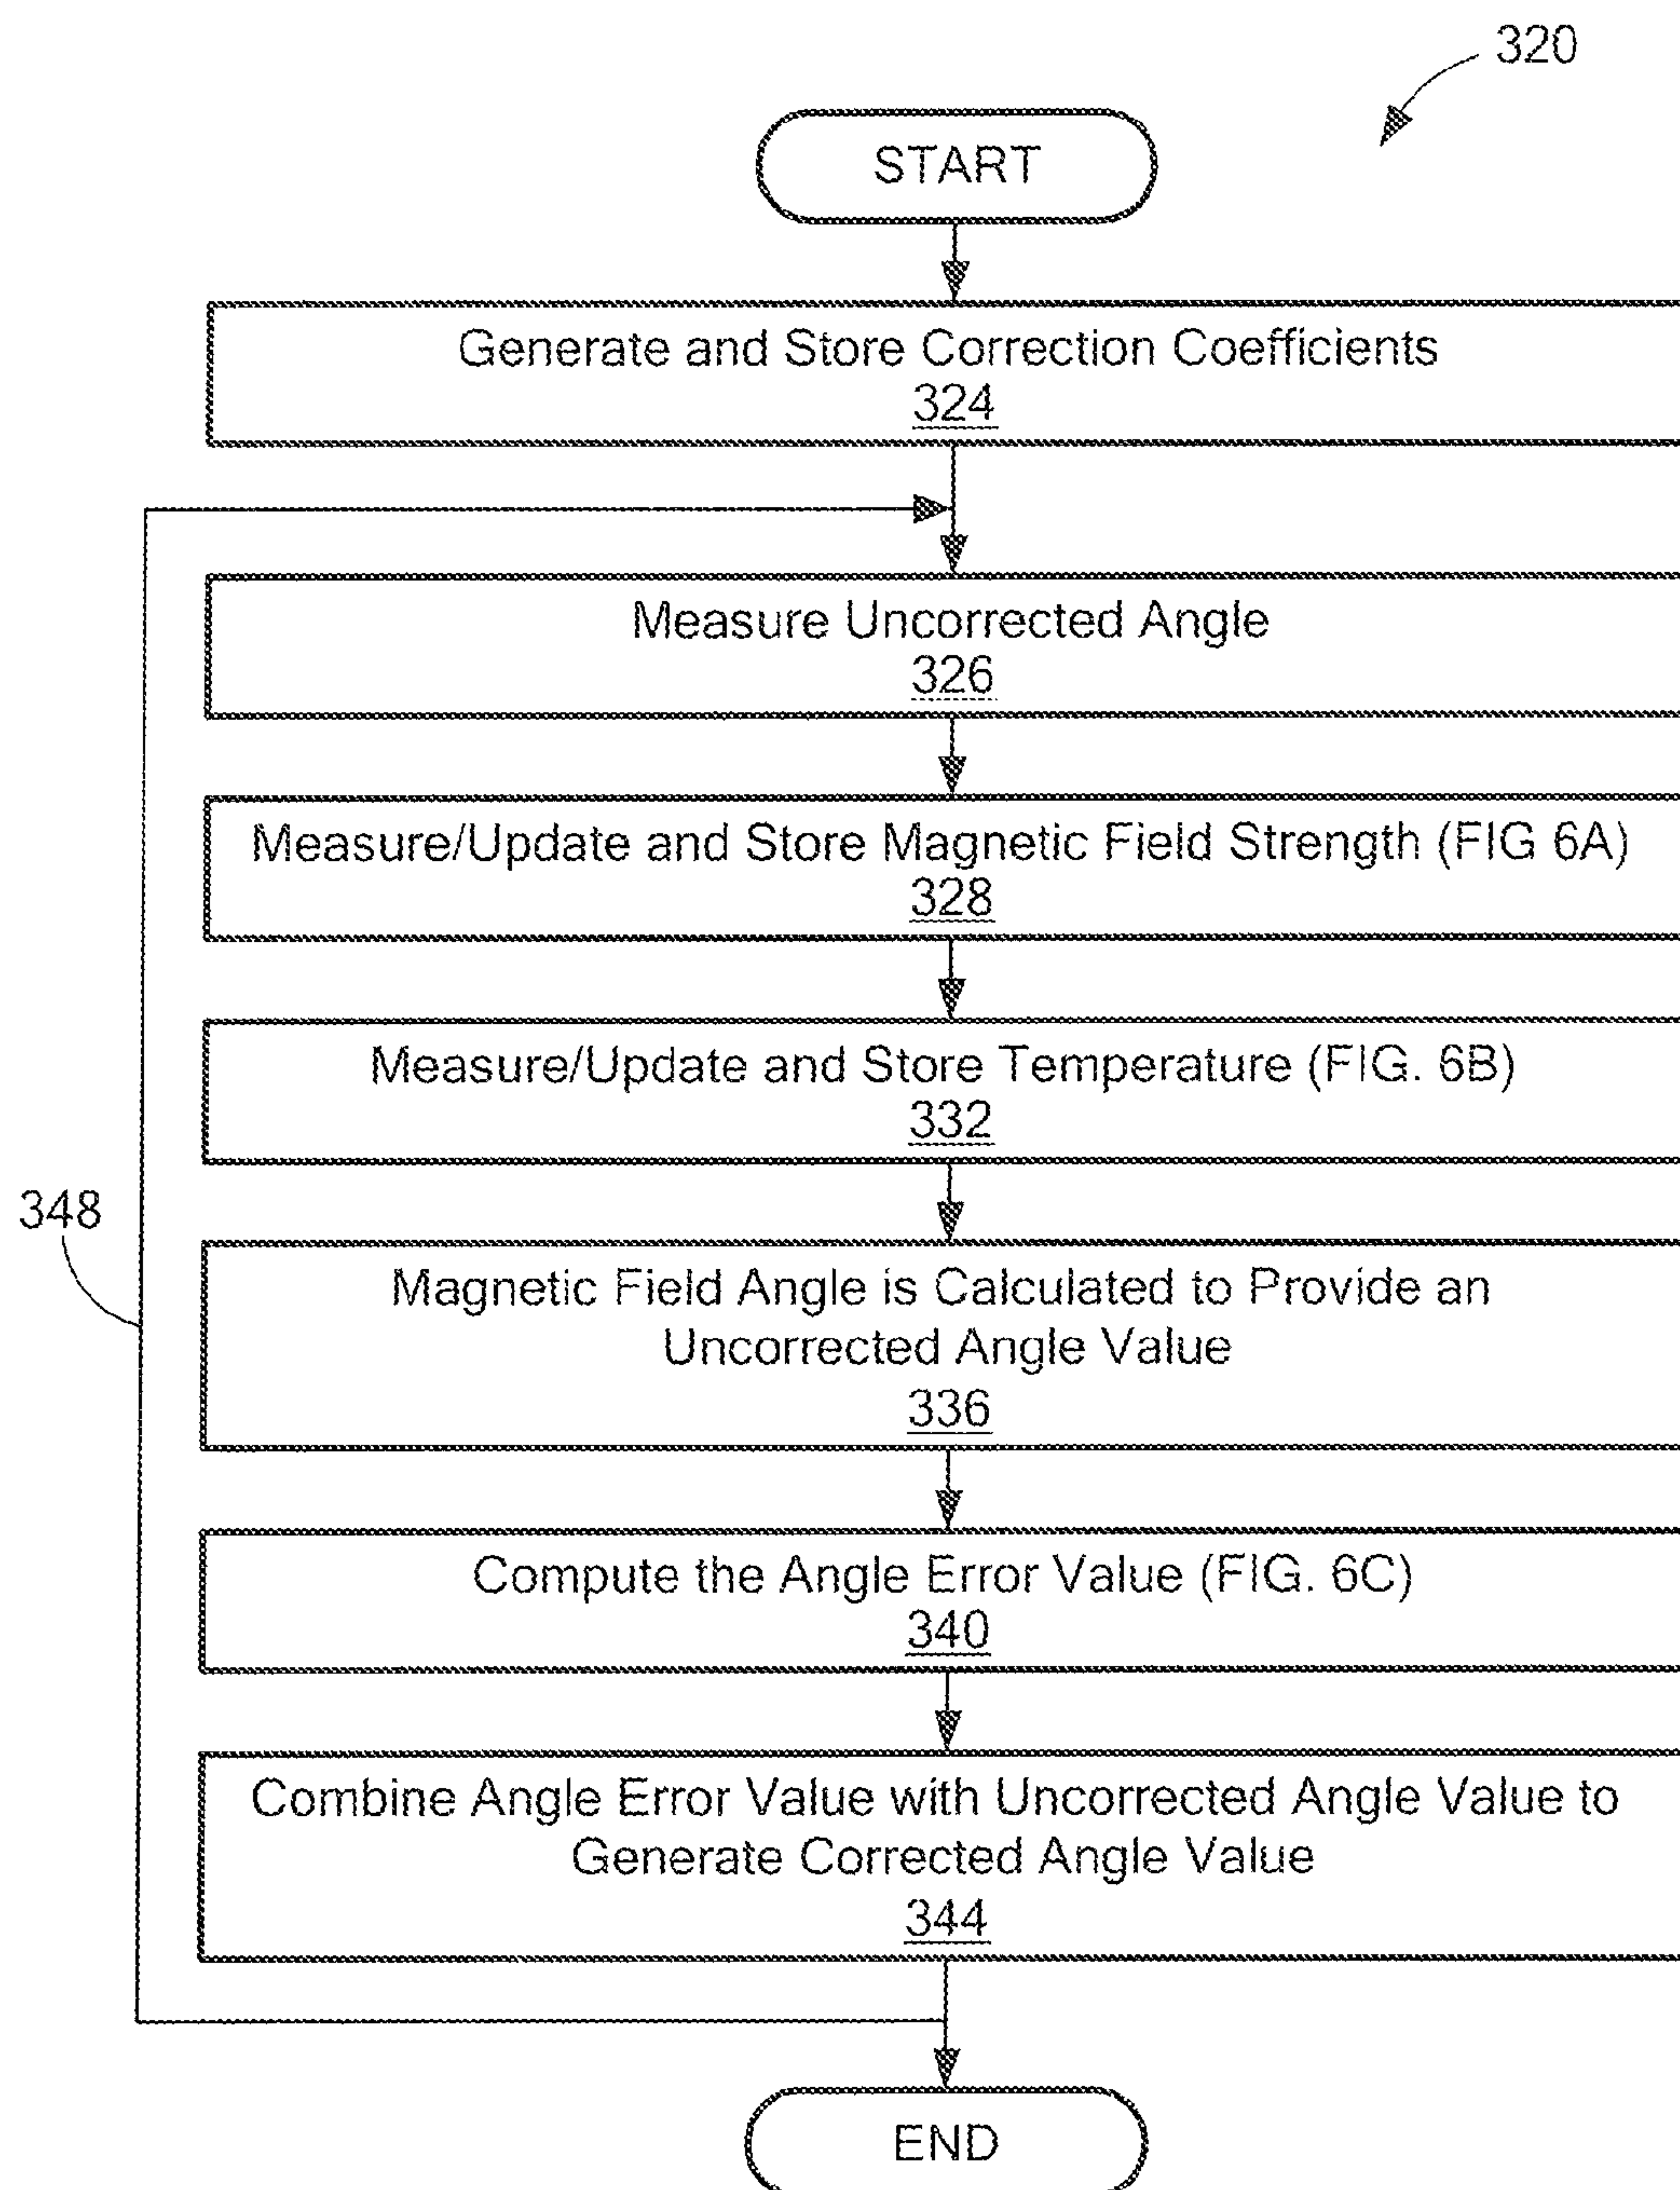 320
START
Generate and Store Correction Coefficients
324
Measure Uncorrected Angle
326
Measure/Update and Store Magnetic Field Strength (FIG 6A)
328
Measure/Update and Store Temperature (FIG. 6B)
332
348
Magnetic Field Angle is Calculated to Provide an
Uncorrected Angle Value
336
Compute the Angle Error Value (FIG. 6C)
340
Combine Angle Error Value with Uncorrected Angle Value to
Generate Corrected Angle Value
344
END